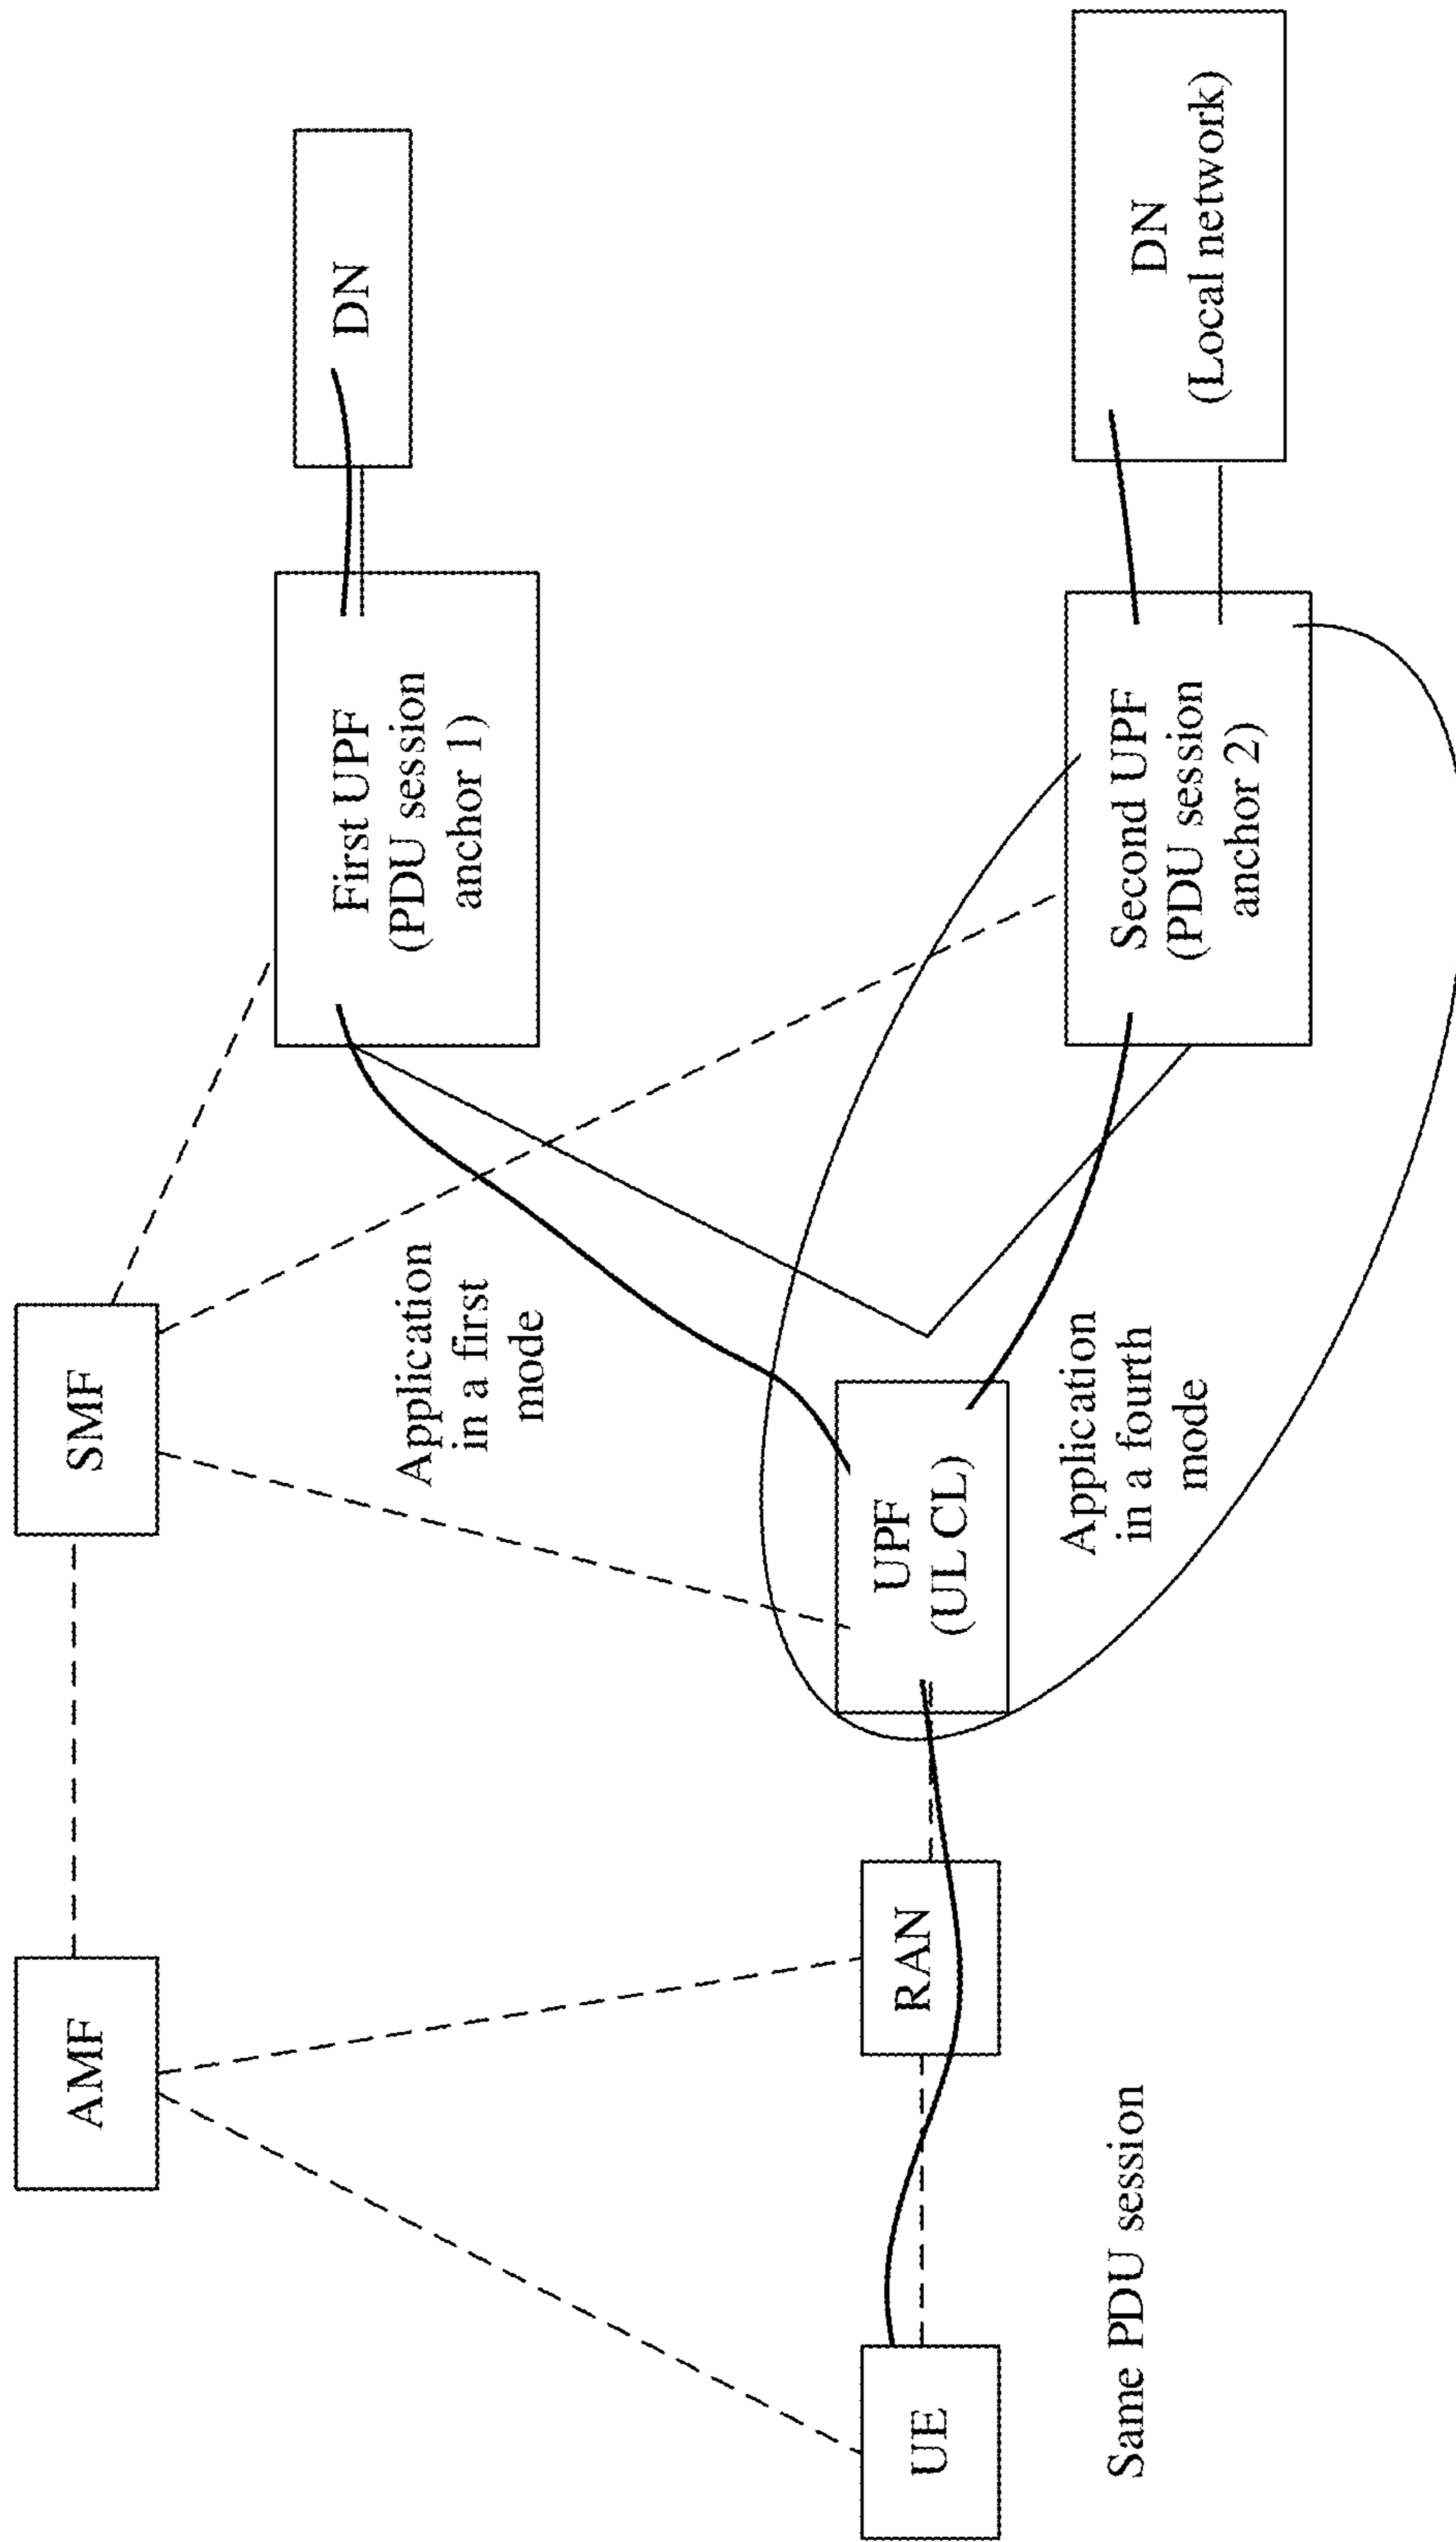 AMF
SMF
First UPF
(PDU session
anchor 1)
DN
Application
in a first
mode
UE
RAN
UPF
(UL CL)
Second UPF
(PDU session
anchor 2)
DN
(Local network)
Application
in a fourth
mode
Same PDU session